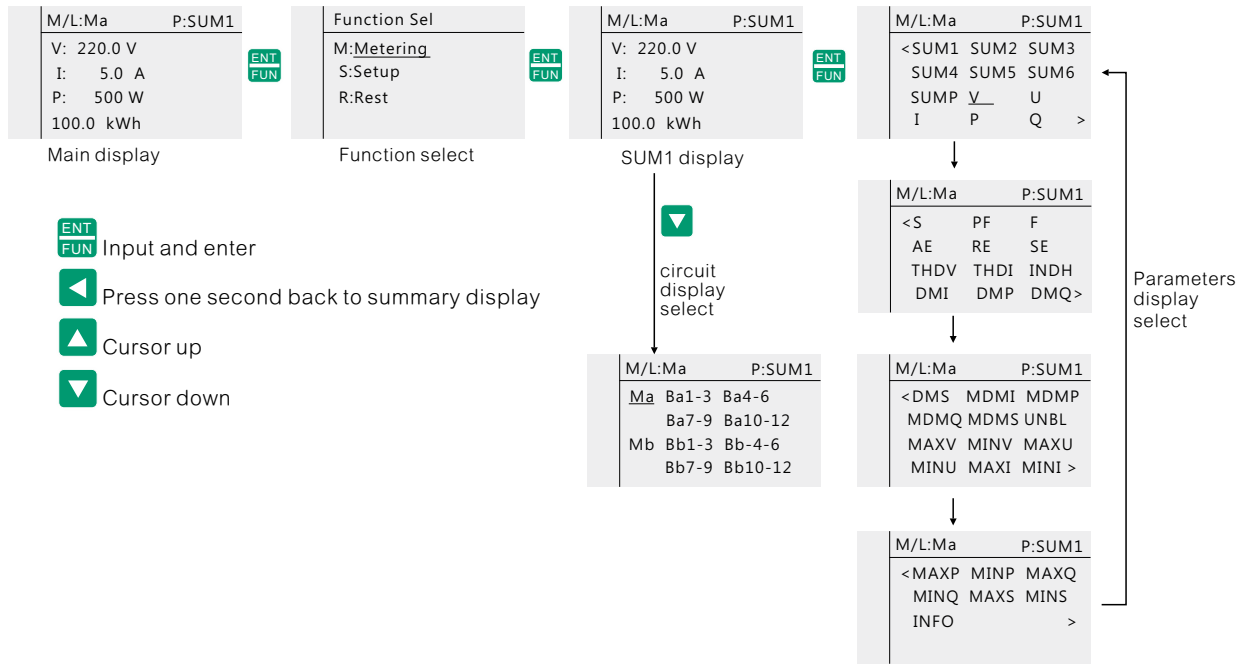 M/L:Ma P:SUM1
V: 220.0 V
I: 5.0 A
P: 500 W
100.0 kWh
Main display
ENT
FUN
Function Sel
M:Metering
S:Setup
R:Rest
Function select
ENT
FUN
M/L:Ma P:SUM1
V: 220.0 V
I: 5.0 A
P: 500 W
100.0 kWh
SUM1 display
ENT
FUN
M/L:Ma P:SUM1
<SUM1 SUM2 SUM3
SUM4 SUM5 SUM6
SUMP V U
I P Q >
M/L:Ma P:SUM1
<S PF F
AE RE SE
THDV THDI INDH
DMI DMP DMQ>
M/L:Ma P:SUM1
<DMS MDMI MDMP
MDMQ MDMS UNBL
MAXV MINV MAXU
MINU MAXI MINI >
M/L:Ma P:SUM1
<MAXP MINP MAXQ
MINQ MAXS MINS
INFO >
Parameters
display
select
circuit
display
select
M/L:Ma P:SUM1
Ma Ba1-3 Ba4-6
Ba7-9 Ba10-12
Mb Bb1-3 Bb-4-6
Bb7-9 Bb10-12
ENT
FUN Input and enter
Press one second back to summary display
Cursor up
Cursor down